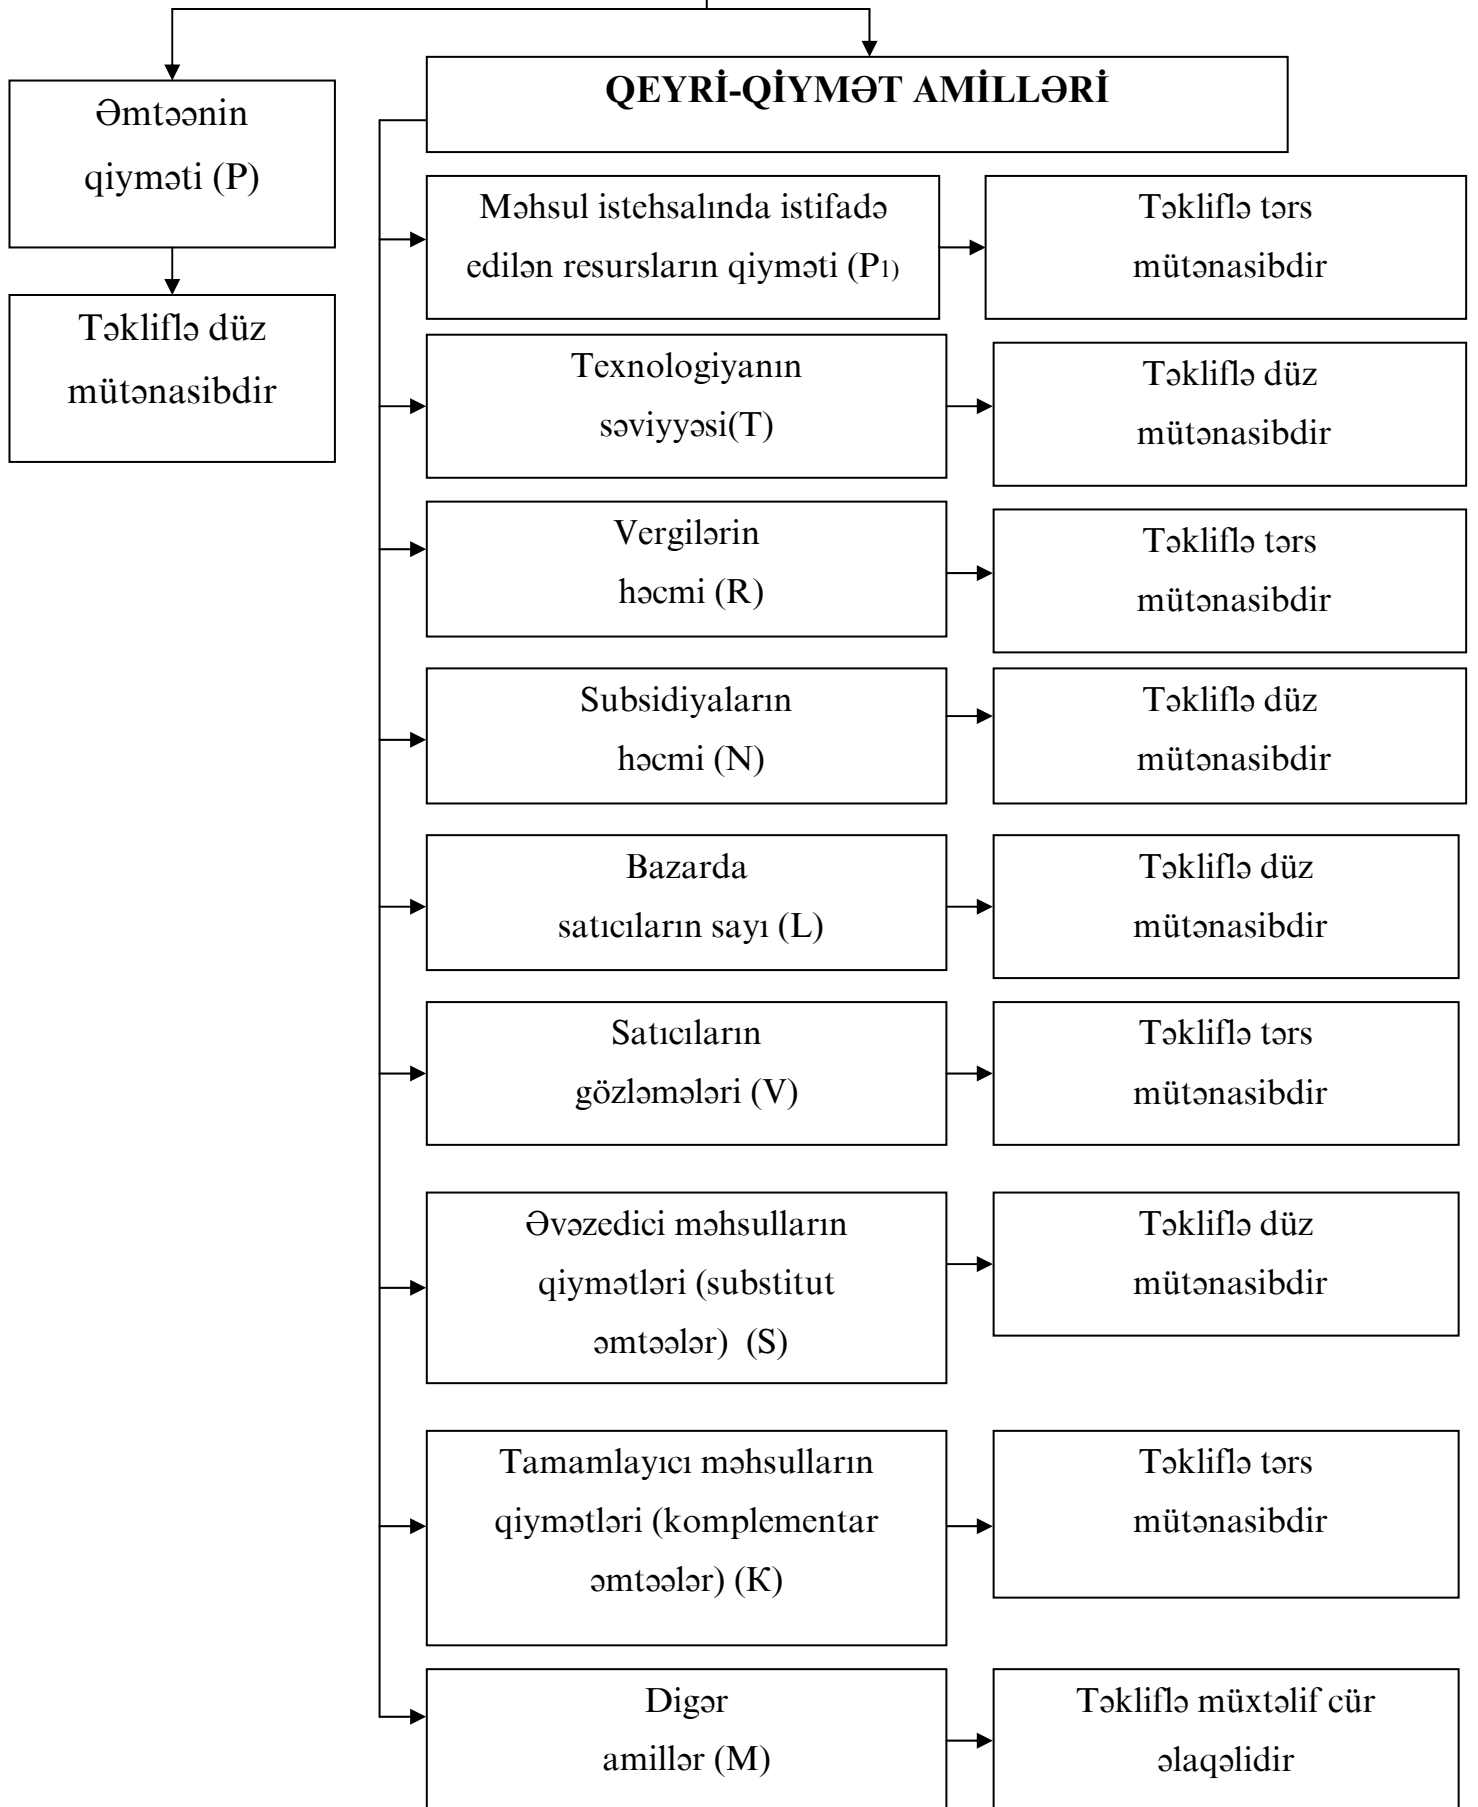 Əmtəənin
qiyməti (P)
Təkliflə düz
mütənasibdir
QEYRİ-QİYMƏT AMİLLƏRİ
Məhsul istehsalında istifadə
edilən resursların qiyməti (P1)
Təkliflə tərs
mütənasibdir
Texnologiyanın
səviyyəsi(T)
Təkliflə düz
mütənasibdir
Vergilərin
həcmi (R)
Təkliflə tərs
mütənasibdir
Subsidiyaların
həcmi (N)
Təkliflə düz
mütənasibdir
Bazarda
satıcıların sayı (L)
Təkliflə düz
mütənasibdir
Satıcıların
gözləmələri (V)
Təkliflə tərs
mütənasibdir
Əvəzedici məhsulların
qiymətləri (substitut
əmtəələr) (S)
Təkliflə düz
mütənasibdir
Tamamlayıcı məhsulların
qiymətləri (komplementar
əmtəələr) (K)
Təkliflə tərs
mütənasibdir
Digər
amillər (M)
Təkliflə müxtəlif cür
əlaqəlidir